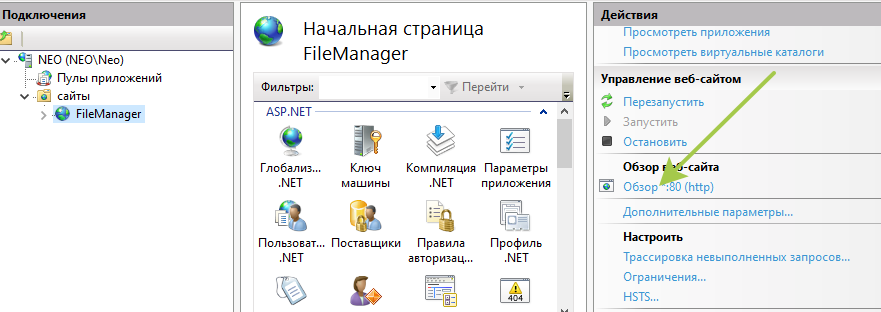 Подключения
NEO (NEO\Neo)
Пулы приложений
сайты
FileManager
Начальная страница
FileManager
Фильтры:
Перейти
ASP.NET
Глобализ...
.NET
Ключ
машины
Компиляция
.NET
Параметры
приложения
Пользоват...
.NET
Поставщики
Правила
авторизац...
Профиль
.NET
404
Действия
Просмотреть приложения
Просмотреть виртуальные каталоги
Управление веб-сайтом
Перезапустить
Запустить
Остановить
Обзор веб-сайта
Обзор *:80 (http)
Дополнительные параметры...
Настроить
Трассировка невыполненных запросов...
Ограничения...
HSTS...